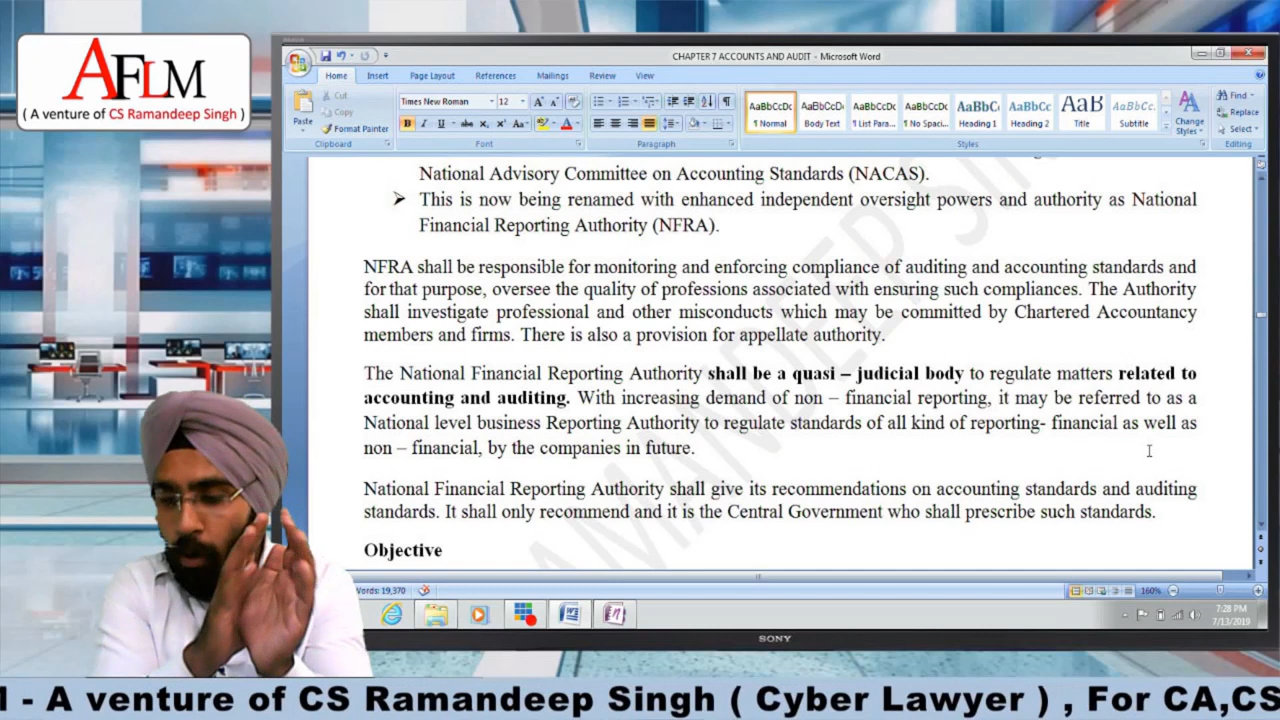 AFLM
( A venture of CS Ramandeep Singh )
CHAPTER 7 ACCOUNTS AND AUDIT - Microsoft Word
Home Insert Page Layout References Mailings Review View
Paste
Cut
Copy
Format Painter
Clipboard
Times New Roman 12
Font
Paragraph
AaBbCcDc AaBbCcDc AaBbCcDc AaBbCcDc AaBbC AaBbCc AaB AaBbCc.
¶ Normal Body Text ¶ List Para... ¶ No Spaci... Heading 1 Heading 2 Title Subtitle
Change
Styles
Styles
Find
Replace
Select
Editing
National Advisory Committee on Accounting Standards (NACAS).
➤ This is now being renamed with enhanced independent oversight powers and authority as National
Financial Reporting Authority (NFRA).
NFRA shall be responsible for monitoring and enforcing compliance of auditing and accounting standards and
for that purpose, oversee the quality of professions associated with ensuring such compliances. The Authority
shall investigate professional and other misconducts which may be committed by Chartered Accountancy
members and firms. There is also a provision for appellate authority.
The National Financial Reporting Authority shall be a quasi – judicial body to regulate matters related to
accounting and auditing. With increasing demand of non – financial reporting, it may be referred to as a
National level business Reporting Authority to regulate standards of all kind of reporting- financial as well as
non – financial, by the companies in future.
National Financial Reporting Authority shall give its recommendations on accounting standards and auditing
standards. It shall only recommend and it is the Central Government who shall prescribe such standards.
Objective
Words: 19,370
160%
7:28 PM
7/13/2019
SONY
- A venture of CS Ramandeep Singh ( Cyber Lawyer ) , For CA,CS